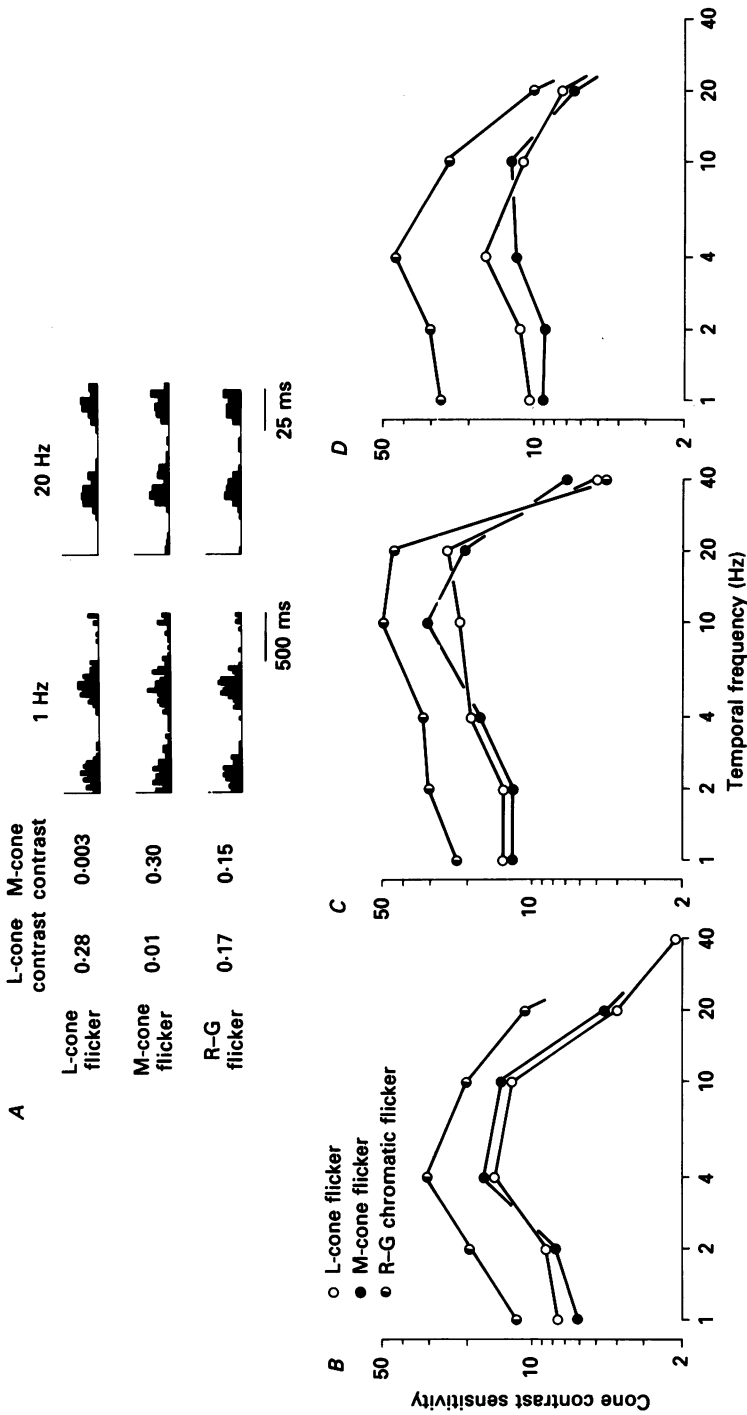 A
L-cone M-cone
contrast contrast
1 Hz
20 Hz
L-cone
flicker
0·28
0·003
M-cone
flicker
0·01
0·30
R–G
flicker
0·17
0·15
500 ms
25 ms
B
L-cone flicker
M-cone flicker
R–G chromatic flicker
Cone contrast sensitivity
50
10
2
1 2 4 10 20 40
C
50
10
2
1 2 4 10 20 40
Temporal frequency (Hz)
D
50
10
2
1 2 4 10 20 40